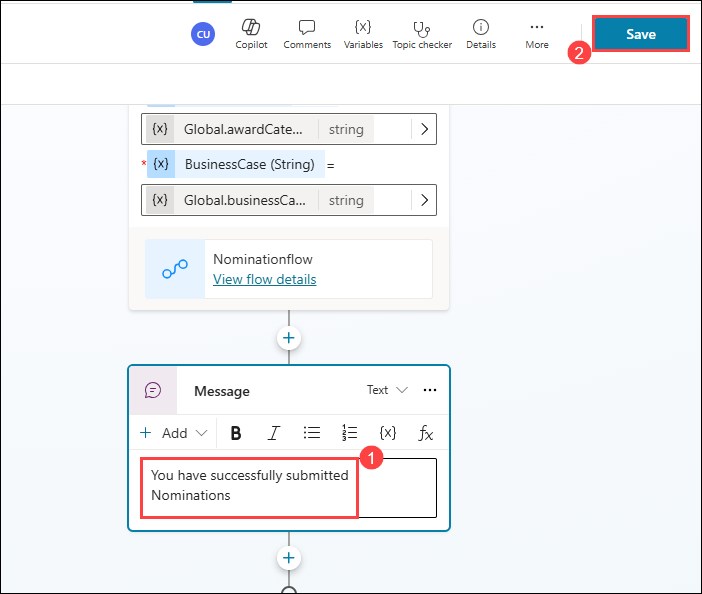 CU
Copilot
Comments
{x}
Variables
Topic checker
Details
More
2
Save
{x} Global.awardCate... string
* {x} BusinessCase (String) =
{x} Global.businessCa... string
Nominationflow
View flow details
Message
Text
+ Add B I {x} fx
1
You have successfully submitted
Nominations